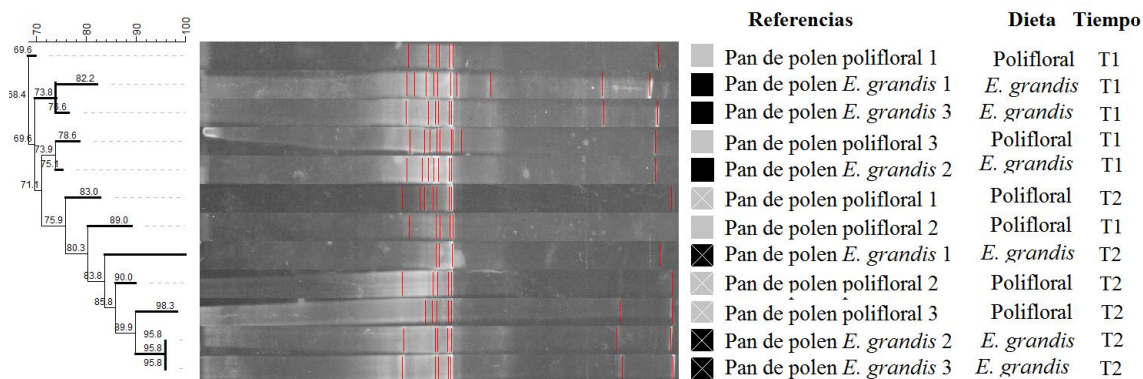 70 80 90 100
Referencias Dieta Tiempo
69.6
Pan de polen polifloral 1 Polifloral T1
82.2
Pan de polen E. grandis 1 E. grandis T1
58.4
73.8
Pan de polen E. grandis 3 E. grandis T1
69.6
78.6
Pan de polen polifloral 3 Polifloral T1
73.9
75.1
Pan de polen E. grandis 2 E. grandis T1
71.1
83.0
Pan de polen polifloral 1 Polifloral T2
75.9
89.0
Pan de polen polifloral 2 Polifloral T1
80.3
Pan de polen E. grandis 1 E. grandis T2
83.8
90.0
Pan de polen polifloral 2 Polifloral T2
85.8
98.3
Pan de polen polifloral 3 Polifloral T2
89.9
95.8
Pan de polen E. grandis 2 E. grandis T2
95.8
95.8
Pan de polen E. grandis 3 E. grandis T2